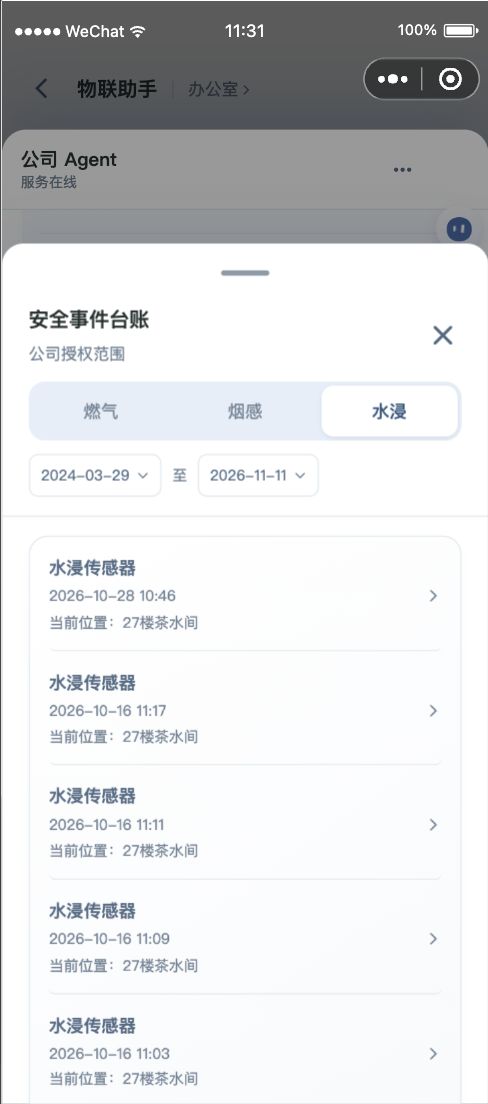 WeChat 11:31 100%
物联助手 办公室
公司 Agent
服务在线
安全事件台账
公司授权范围
燃气 烟感 水浸
2024-03-29 至 2026-11-11
水浸传感器
2026-10-28 10:46
当前位置：27楼茶水间
水浸传感器
2026-10-16 11:17
当前位置：27楼茶水间
水浸传感器
2026-10-16 11:11
当前位置：27楼茶水间
水浸传感器
2026-10-16 11:09
当前位置：27楼茶水间
水浸传感器
2026-10-16 11:03
当前位置：27楼茶水间